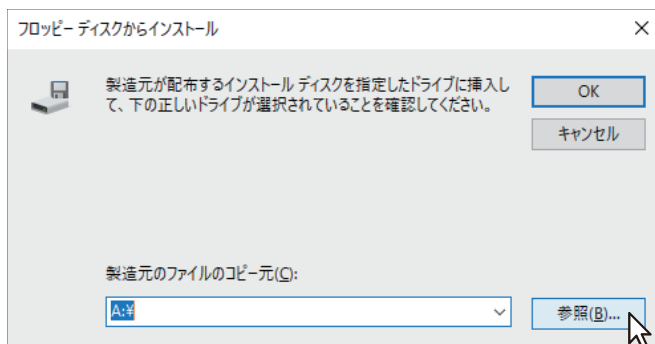 フロッピー ディスクからインストール
製造元が配布するインストール ディスクを指定したドライブに挿入し
て、下の正しいドライブが選択されていることを確認してください。
OK
キャンセル
製造元のファイルのコピー元(C):
A:¥
参照(B)...